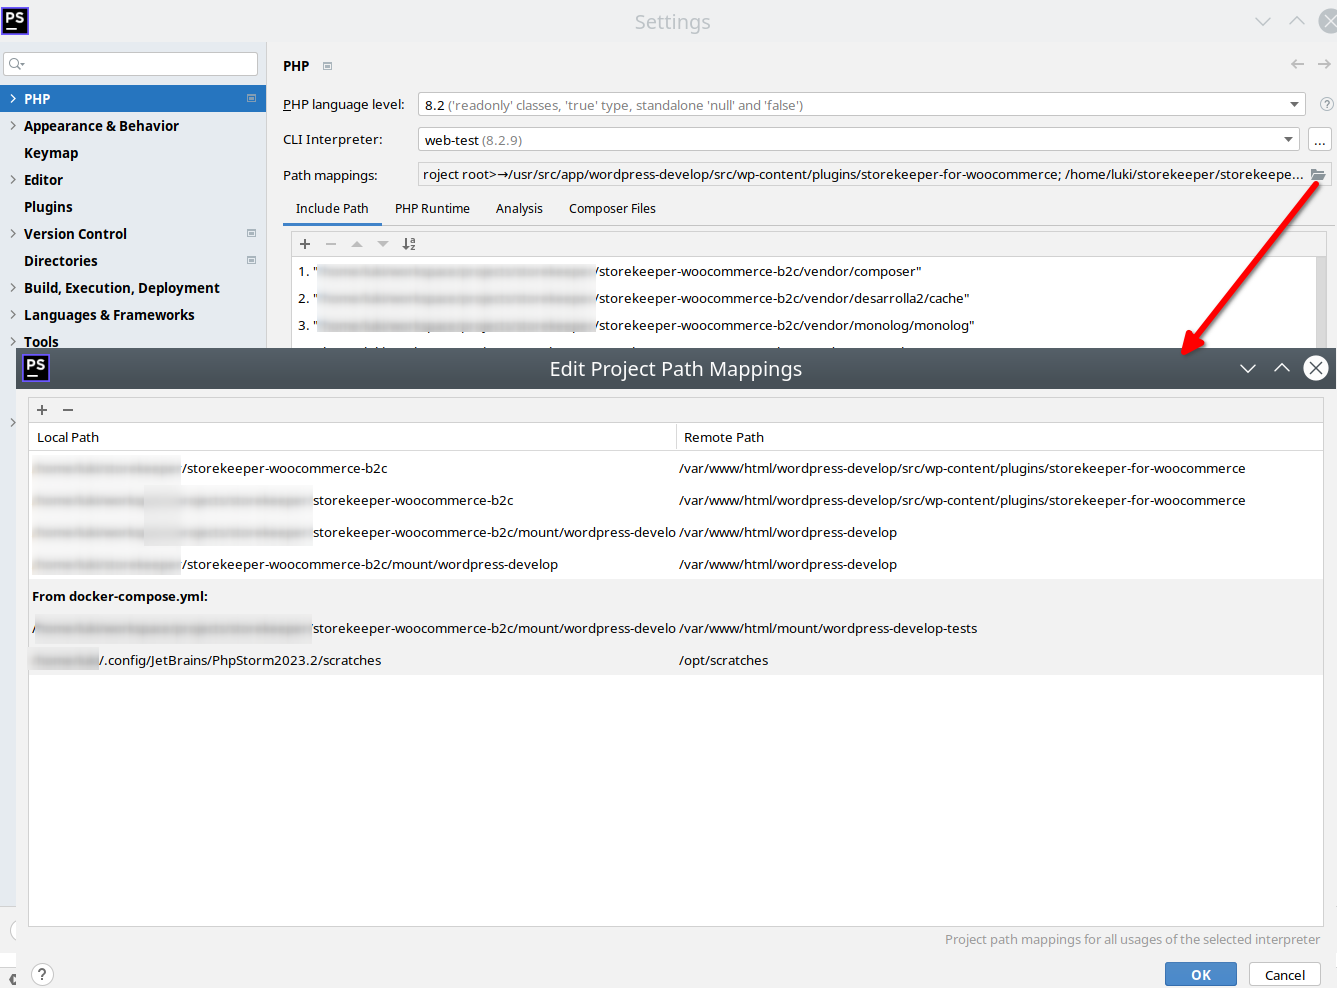 PS
Settings
PHP
PHP
Appearance & Behavior
Keymap
Editor
Plugins
Version Control
Directories
Build, Execution, Deployment
Languages & Frameworks
Tools
PHP language level:
8.2 ('readonly' classes, 'true' type, standalone 'null' and 'false')
?
CLI Interpreter:
web-test (8.2.9)
...
Path mappings:
roject root>→/usr/src/app/wordpress-develop/src/wp-content/plugins/storekeeper-for-woocommerce; /home/luki/storekeeper/storekeepe...
Include Path PHP Runtime Analysis Composer Files
1. "/storekeeper-woocommerce-b2c/vendor/composer"
2. "/storekeeper-woocommerce-b2c/vendor/desarrolla2/cache"
3. "/storekeeper-woocommerce-b2c/vendor/monolog/monolog"
PS
Edit Project Path Mappings
Local Path Remote Path
/storekeeper-woocommerce-b2c /var/www/html/wordpress-develop/src/wp-content/plugins/storekeeper-for-woocommerce
storekeeper-woocommerce-b2c /var/www/html/wordpress-develop/src/wp-content/plugins/storekeeper-for-woocommerce
storekeeper-woocommerce-b2c/mount/wordpress-develo /var/www/html/wordpress-develop
/storekeeper-woocommerce-b2c/mount/wordpress-develop /var/www/html/wordpress-develop
From docker-compose.yml:
/storekeeper-woocommerce-b2c/mount/wordpress-develo /var/www/html/mount/wordpress-develop-tests
/.config/JetBrains/PhpStorm2023.2/scratches /opt/scratches
Project path mappings for all usages of the selected interpreter
?
OK Cancel